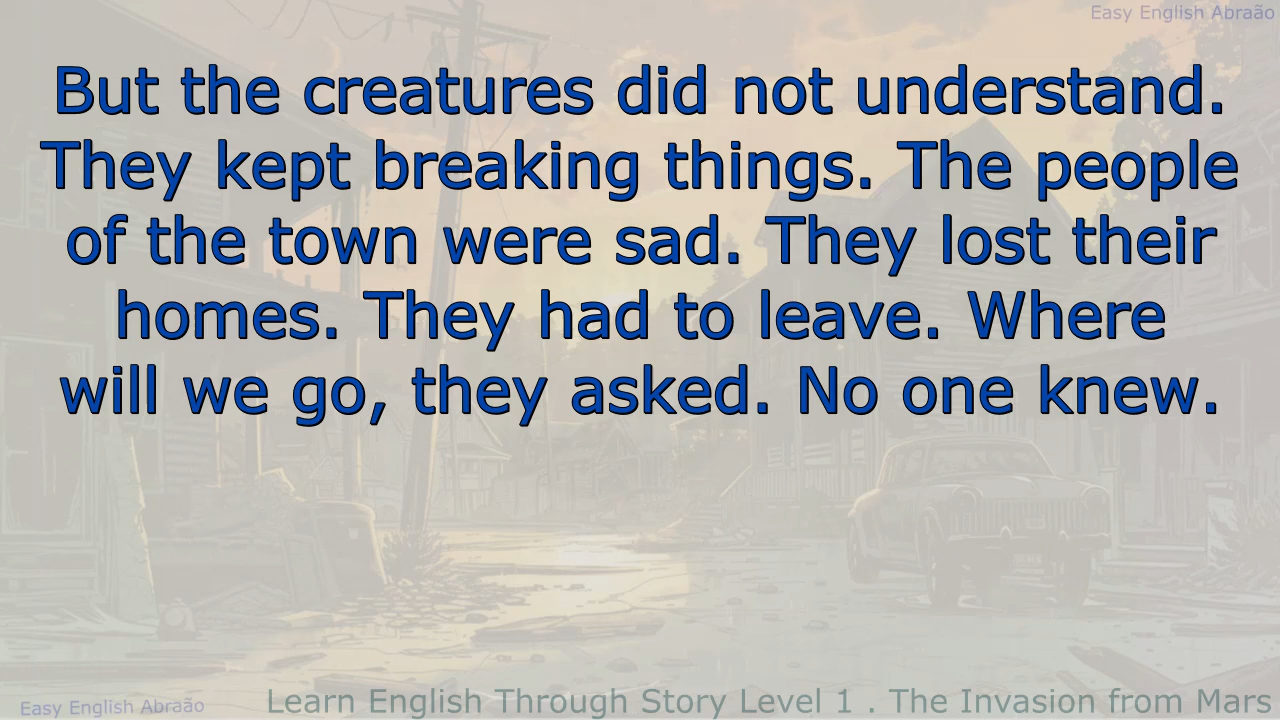 Easy English Abraão
But the creatures did not understand.
They kept breaking things. The people
of the town were sad. They lost their
homes. They had to leave. Where
will we go, they asked. No one knew.
Easy English Abraão
Learn English Through Story Level 1 . The Invasion from Mars